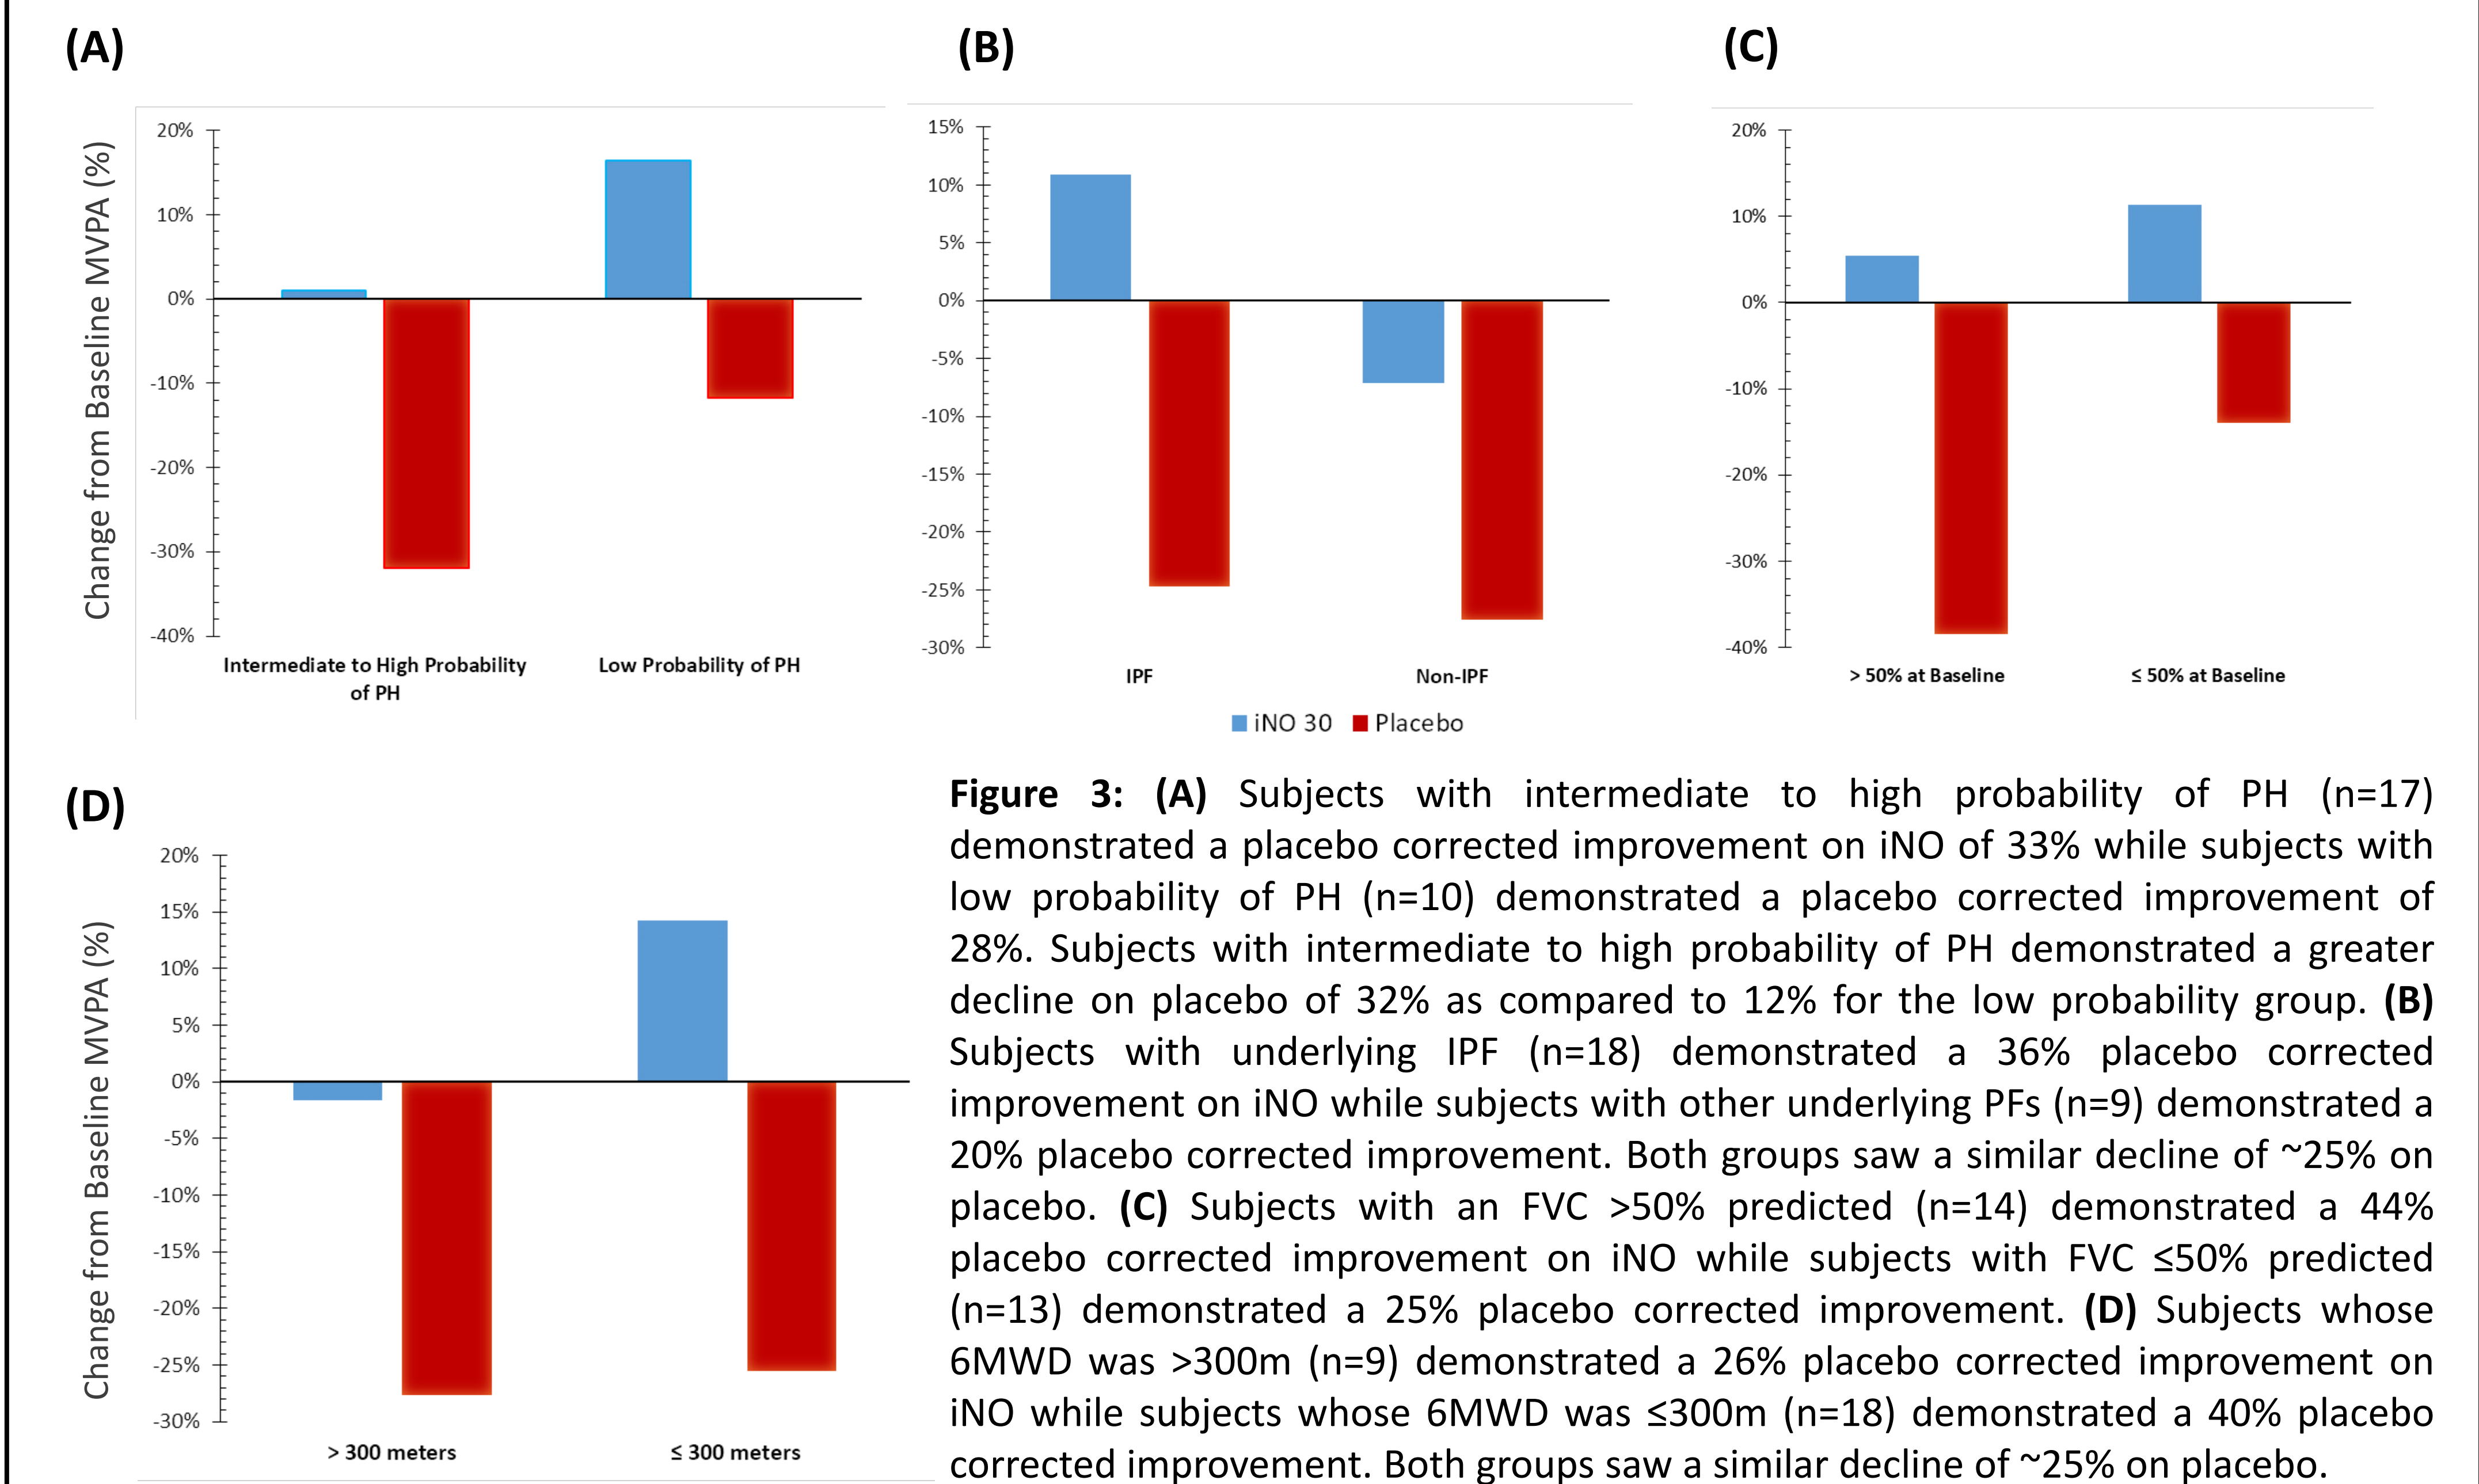 (A)
(B)
(C)
Change from Baseline MVPA (%)
20%
10%
0%
-10%
-20%
-30%
-40%
Intermediate to High Probability
of PH
Low Probability of PH
15%
10%
5%
0%
-5%
-10%
-15%
-20%
-25%
-30%
IPF
Non-IPF
20%
10%
0%
-10%
-20%
-30%
-40%
> 50% at Baseline
≤ 50% at Baseline
iNO 30
Placebo
(D)
Change from Baseline MVPA (%)
20%
15%
10%
5%
0%
-5%
-10%
-15%
-20%
-25%
-30%
> 300 meters
≤ 300 meters
Figure 3: (A) Subjects with intermediate to high probability of PH (n=17)
demonstrated a placebo corrected improvement on iNO of 33% while subjects with
low probability of PH (n=10) demonstrated a placebo corrected improvement of
28%. Subjects with intermediate to high probability of PH demonstrated a greater
decline on placebo of 32% as compared to 12% for the low probability group. (B)
Subjects with underlying IPF (n=18) demonstrated a 36% placebo corrected
improvement on iNO while subjects with other underlying PFs (n=9) demonstrated a
20% placebo corrected improvement. Both groups saw a similar decline of ~25% on
placebo. (C) Subjects with an FVC >50% predicted (n=14) demonstrated a 44%
placebo corrected improvement on iNO while subjects with FVC ≤50% predicted
(n=13) demonstrated a 25% placebo corrected improvement. (D) Subjects whose
6MWD was >300m (n=9) demonstrated a 26% placebo corrected improvement on
iNO while subjects whose 6MWD was ≤300m (n=18) demonstrated a 40% placebo
corrected improvement. Both groups saw a similar decline of ~25% on placebo.